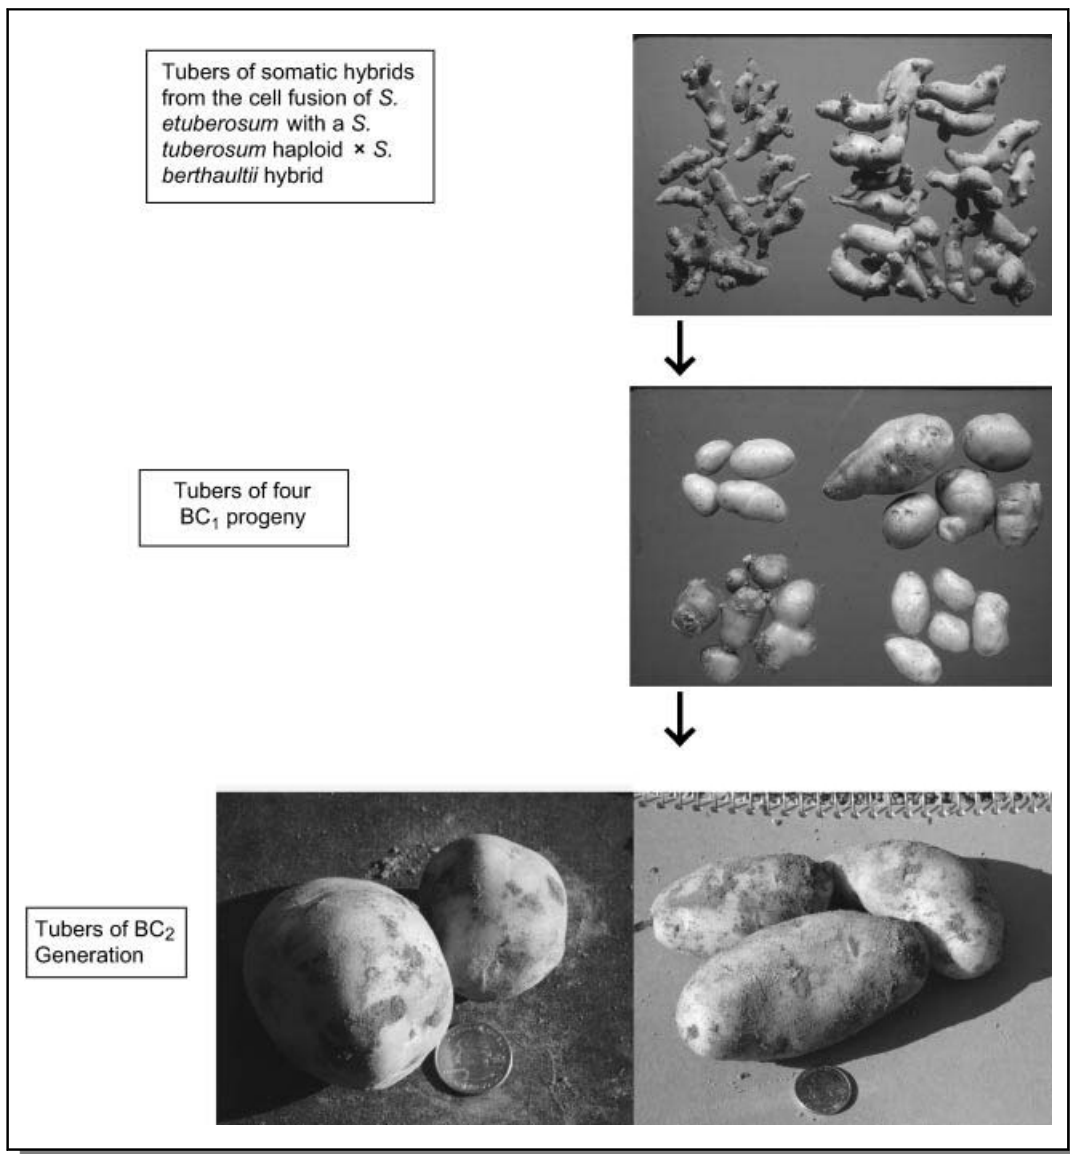 Tubers of somatic hybrids
from the cell fusion of S.
etuberosum with a S.
tuberosum haploid × S.
berthaultii hybrid
Tubers of four
BC₁ progeny
Tubers of BC₂
Generation